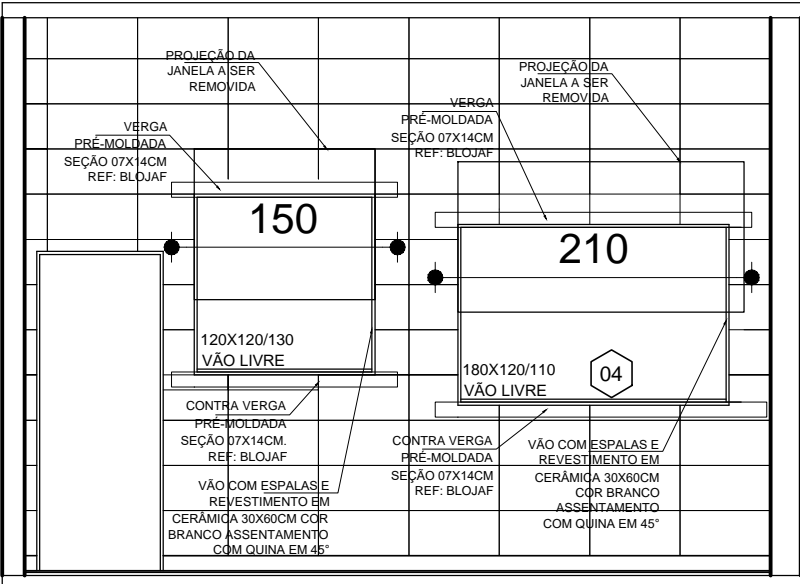 PROJEÇÃO DA
JANELA A SER
REMOVIDA
VERGA
PRÉ-MOLDADA
SEÇÃO 07X14CM
REF: BLOJAF
150
120X120/130
VÃO LIVRE
CONTRA VERGA
PRÉ-MOLDADA
SEÇÃO 07X14CM.
REF: BLOJAF
VÃO COM ESPALAS E
REVESTIMENTO EM
CERÂMICA 30X60CM COR
BRANCO ASSENTAMENTO
COM QUINA EM 45°
PROJEÇÃO DA
JANELA A SER
REMOVIDA
VERGA
PRÉ-MOLDADA
SEÇÃO 07X14CM
REF: BLOJAF
210
180X120/110
VÃO LIVRE
04
CONTRA VERGA
PRÉ-MOLDADA
SEÇÃO 07X14CM
REF: BLOJAF
VÃO COM ESPALAS E
REVESTIMENTO EM
CERÂMICA 30X60CM
COR BRANCO
ASSENTAMENTO
COM QUINA EM 45°